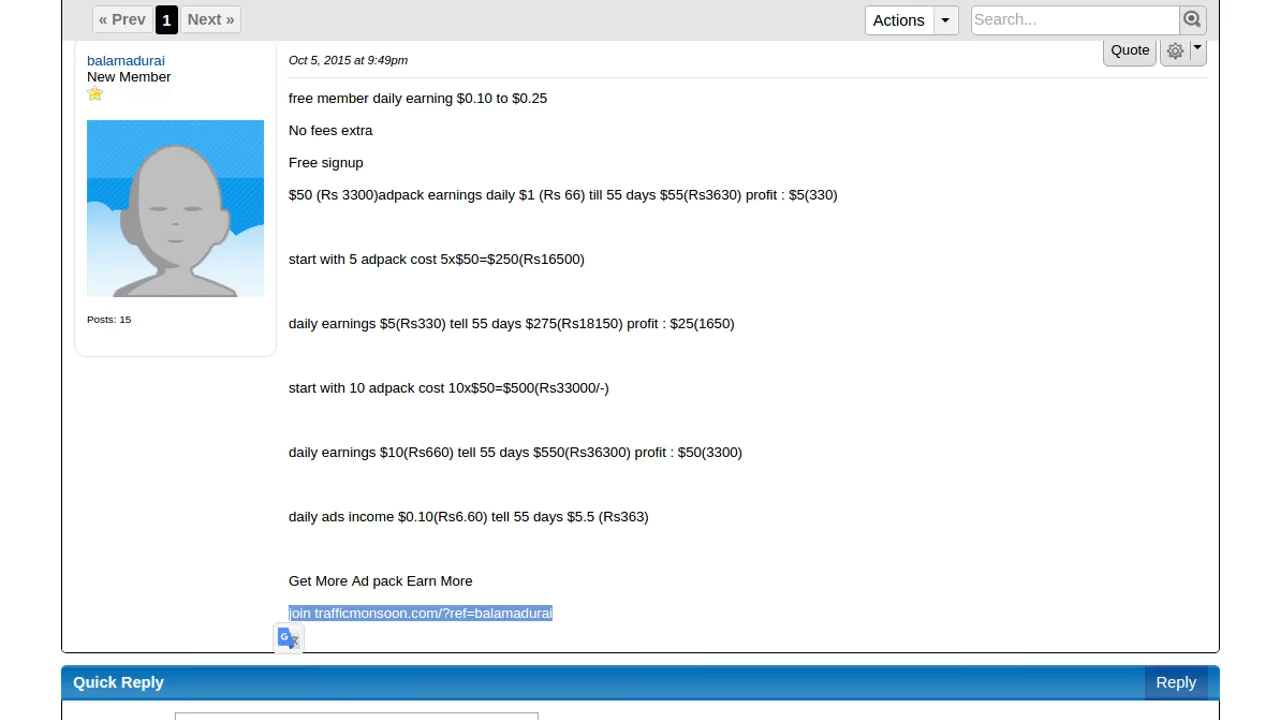 « Prev 1 Next »
Actions
Search...
balamadurai
New Member
Posts: 15
Oct 5, 2015 at 9:49pm
Quote
free member daily earning $0.10 to $0.25
No fees extra
Free signup
$50 (Rs 3300)adpack earnings daily $1 (Rs 66) till 55 days $55(Rs3630) profit : $5(330)
start with 5 adpack cost 5x$50=$250(Rs16500)
daily earnings $5(Rs330) tell 55 days $275(Rs18150) profit : $25(1650)
start with 10 adpack cost 10x$50=$500(Rs33000/-)
daily earnings $10(Rs660) tell 55 days $550(Rs36300) profit : $50(3300)
daily ads income $0.10(Rs6.60) tell 55 days $5.5 (Rs363)
Get More Ad pack Earn More
join trafficmonsoon.com/?ref=balamadurai
G
Quick Reply
Reply